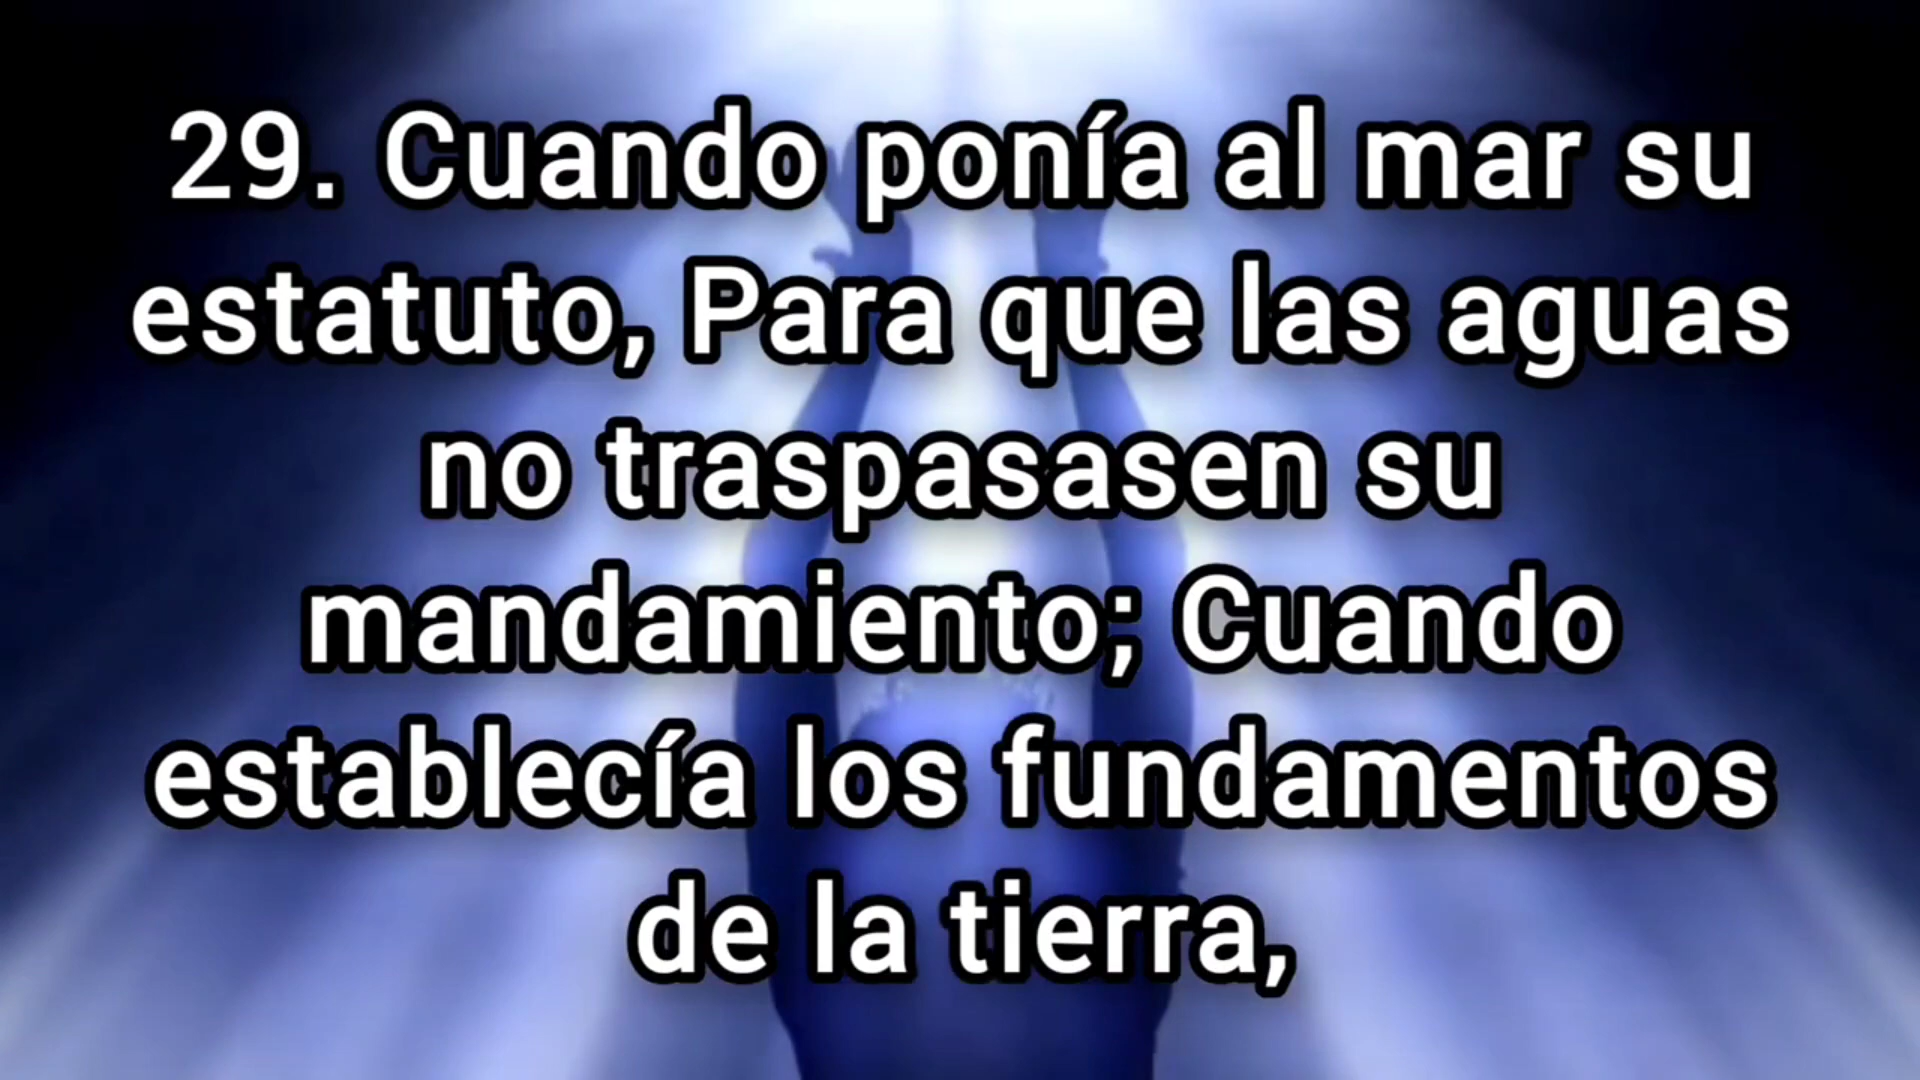 29. Cuando ponía al mar su
estatuto, Para que las aguas
no traspasasen su
mandamiento; Cuando
establecía los fundamentos
de la tierra,